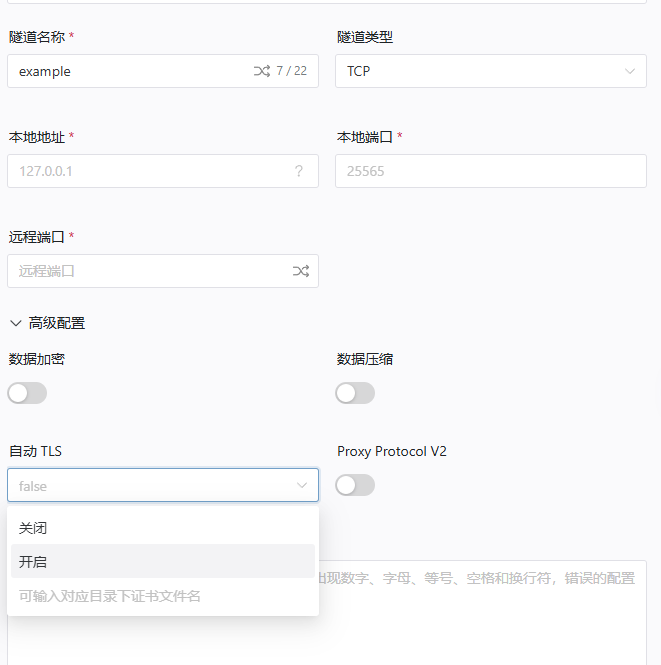 隧道名称 * 隧道类型
example 7 / 22 TCP
本地地址 * 本地端口 *
127.0.0.1 ? 25565
远程端口 *
远程端口
高级配置
数据加密 数据压缩
自动 TLS Proxy Protocol V2
false
关闭
开启
出现数字、字母、等号、空格和换行符，错误的配置
可输入对应目录下证书文件名